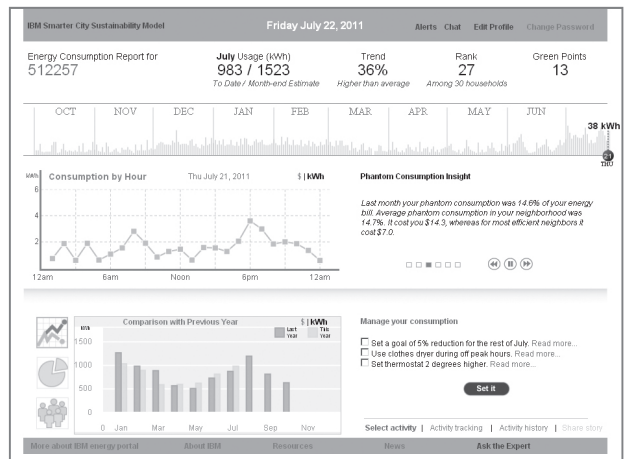 IBM Smarter City Sustainability Model Friday July 22, 2011 Alerts Chat Edit Profile Change Password
Energy Consumption Report for
512257
July Usage (kWh)
983 / 1523
To Date / Month-end Estimate
Trend
36%
Higher than average
Rank
27
Among 30 households
Green Points
13
OCT NOV DEC JAN FEB MAR APR MAY JUN
38 kWh
21
THU
kWh Consumption by Hour Thu July 21, 2011 $ | kWh
6
4
2
12am 6am Noon 6pm 12am
Phantom Consumption Insight
Last month your phantom consumption was 14.6% of your energy
bill. Average phantom consumption in your neighborhood was
14.7%. It cost you $14.3, whereas for most efficient neighbors it
cost $7.0.
Comparison with Previous Year $ | kWh
kWh
Last Year
This Year
1500
1000
500
0
0 Jan Mar May Jul Sep Nov
Manage your consumption
Set a goal of 5% reduction for the rest of July. Read more...
Use clothes dryer during off peak hours. Read more...
Set thermostat 2 degrees higher. Read more...
Set it
Select activity | Activity tracking | Activity history | Share story
More about IBM energy portal About IBM Resources News Ask the Expert